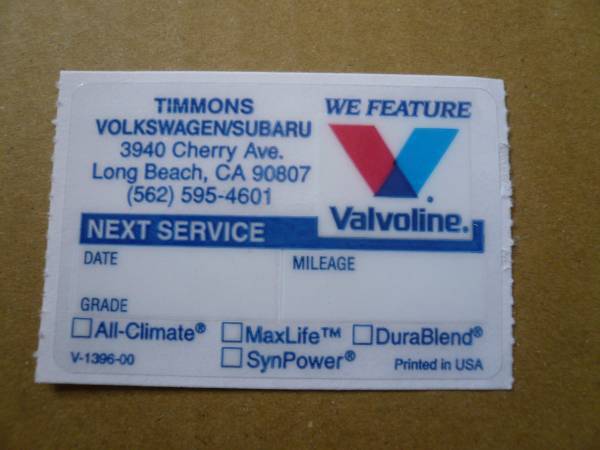 TIMMONS
VOLKSWAGEN/SUBARU
3940 Cherry Ave.
Long Beach, CA 90807
(562) 595-4601
WE FEATURE
Valvoline.
NEXT SERVICE
DATE
MILEAGE
GRADE
All-Climate®
MaxLife™
DuraBlend®
SynPower®
V-1396-00
Printed in USA